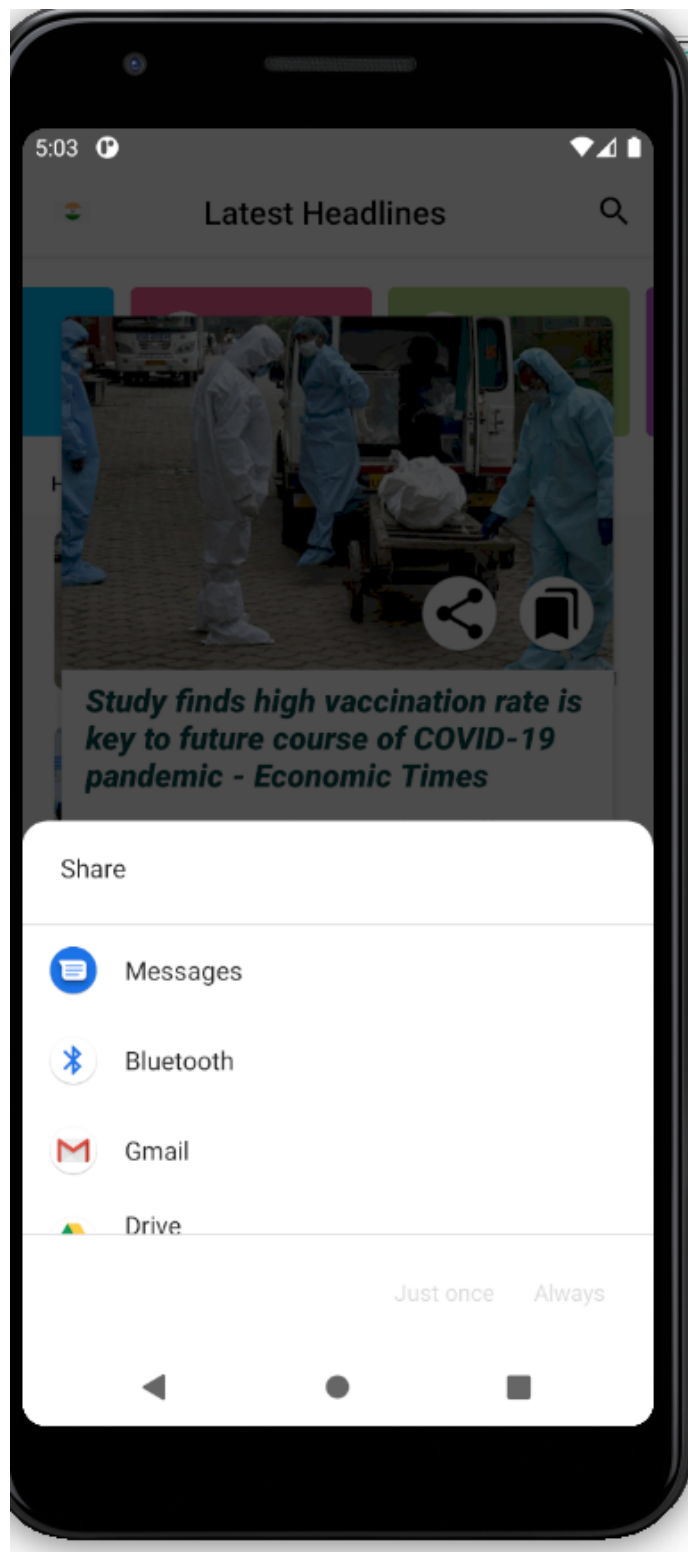 5:03
Latest Headlines
H
Study finds high vaccination rate is
key to future course of COVID-19
pandemic - Economic Times
Share
Messages
Bluetooth
Gmail
Drive
Just once Always